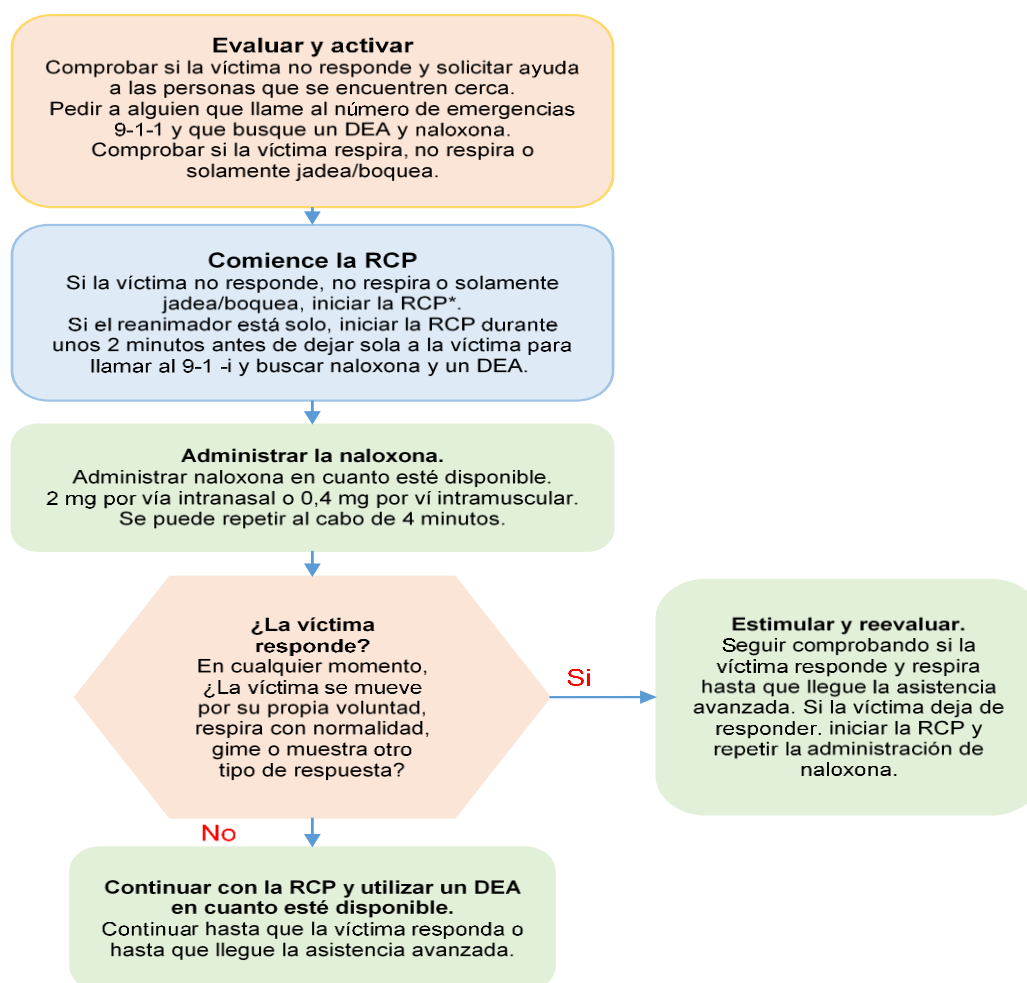 Evaluar y activar
Comprobar si la víctima no responde y solicitar ayuda
a las personas que se encuentren cerca.
Pedir a alguien que llame al número de emergencias
9-1-1 y que busque un DEA y naloxona.
Comprobar si la víctima respira, no respira o
solamente jadea/boquea.
Comience la RCP
Si la víctima no responde, no respira o solamente
jadea/boquea, iniciar la RCP*.
Si el reanimador está solo, iniciar la RCP durante
unos 2 minutos antes de dejar sola a la víctima para
llamar al 9-1 -i y buscar naloxona y un DEA.
Administrar la naloxona.
Administrar naloxona en cuanto esté disponible.
2 mg por vía intranasal o 0,4 mg por ví intramuscular.
Se puede repetir al cabo de 4 minutos.
¿La víctima
responde?
En cualquier momento,
¿La víctima se mueve
por su propia voluntad,
respira con normalidad,
gime o muestra otro
tipo de respuesta?
Si
Estimular y reevaluar.
Seguir comprobando si la
víctima responde y respira
hasta que llegue la asistencia
avanzada. Si la víctima deja de
responder. iniciar la RCP y
repetir la administración de
naloxona.
No
Continuar con la RCP y utilizar un DEA
en cuanto esté disponible.
Continuar hasta que la víctima responda o
hasta que llegue la asistencia avanzada.